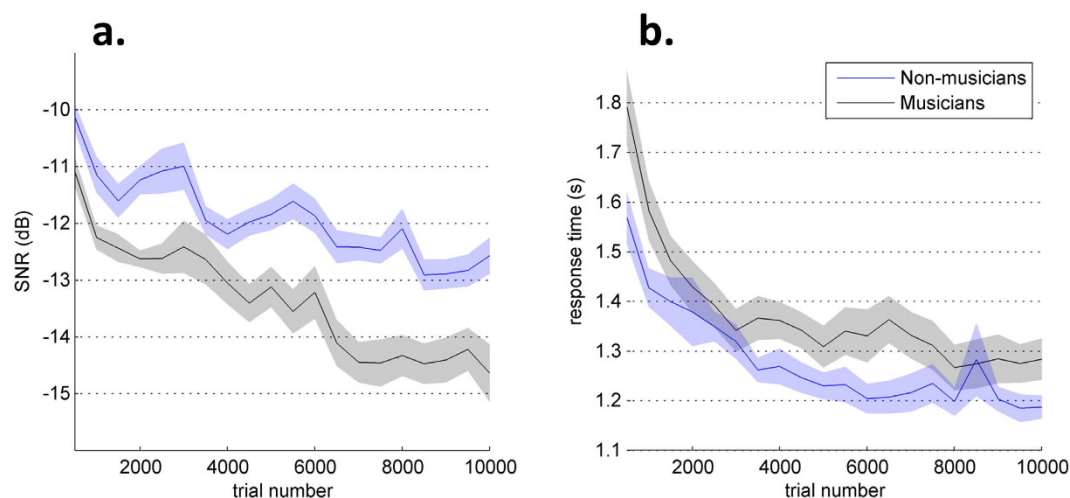 a.
-10
-11
-12
-13
-14
-15
SNR (dB)
2000 4000 6000 8000 10000
trial number
b.
Non-musicians
Musicians
1.8
1.7
1.6
1.5
1.4
1.3
1.2
1.1
response time (s)
2000 4000 6000 8000 10000
trial number